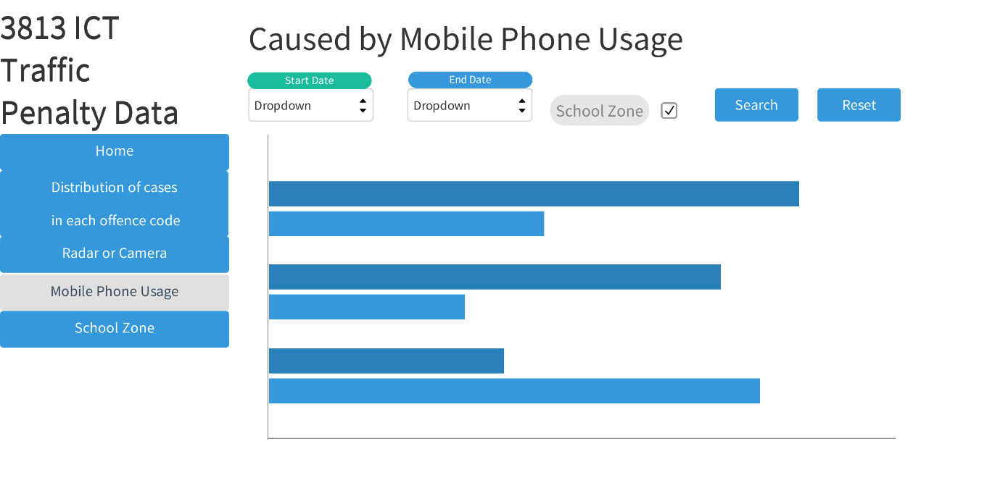 3813 ICT
Traffic
Penalty Data
Home
Distribution of cases
in each offence code
Radar or Camera
Mobile Phone Usage
School Zone
Caused by Mobile Phone Usage
Start Date
Dropdown
End Date
Dropdown
School Zone
Search
Reset